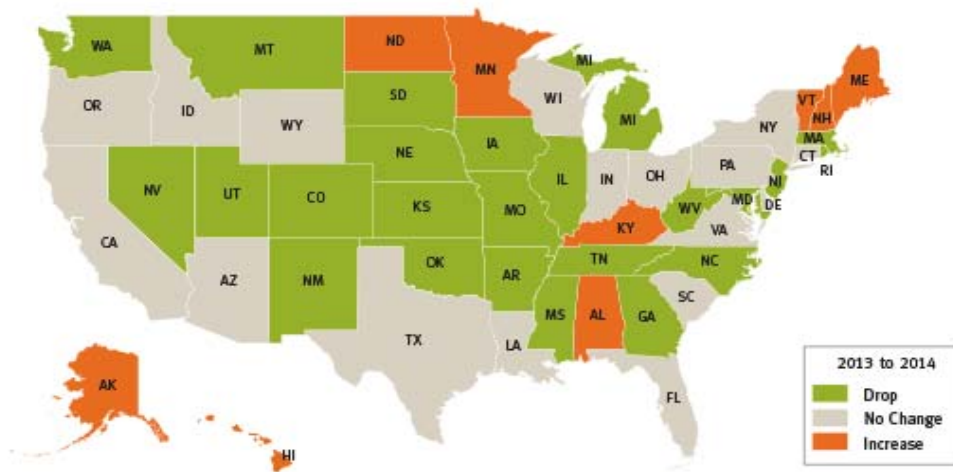 WA
MT
ND
MN
MI
ME
VT
NH
OR
ID
WY
SD
WI
MI
NY
MA
CT
RI
NE
IA
PA
NJ
NV
UT
CO
KS
MO
IL
IN
OH
WV
MD
DE
CA
KY
VA
AZ
NM
OK
AR
TN
NC
MS
AL
GA
SC
TX
LA
FL
AK
HI
2013 to 2014
Drop
No Change
Increase